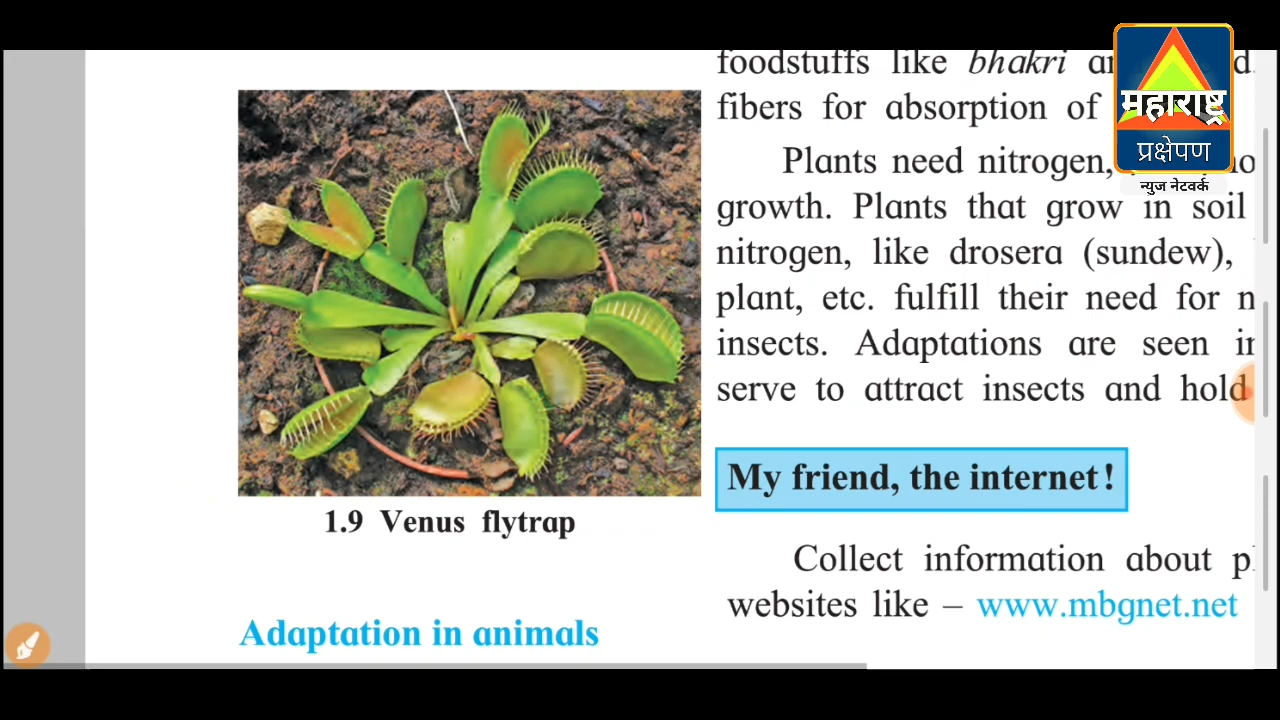 foodstuffs like bhakri
fibers for absorption of
Plants need nitrogen,
growth. Plants that grow in soil
nitrogen, like drosera (sundew),
plant, etc. fulfill their need for
insects. Adaptations are seen
serve to attract insects and hold
My friend, the internet!
Collect information about
websites like – www.mbgnet.net
1.9 Venus flytrap
Adaptation in animals
महाराष्ट्र
प्रक्षेपण
न्युज नेटवर्क